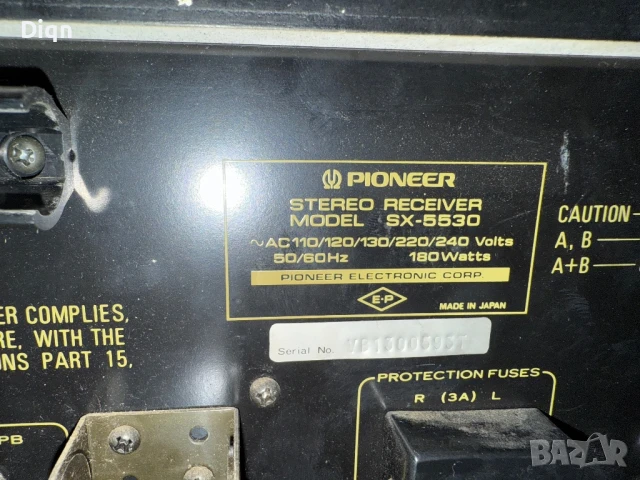 Diqn
PIONEER
STEREO RECEIVER
MODEL SX-5530
~AC110/120/130/220/240 Volts
50/60Hz 180Watts
PIONEER ELECTRONIC CORP.
E·P
MADE IN JAPAN
Serial No.
CAUTION
A, B
A+B
ER COMPLIES,
RE, WITH THE
ONS PART 15,
PROTECTION FUSES
R (3A) L
PB
BAZAR